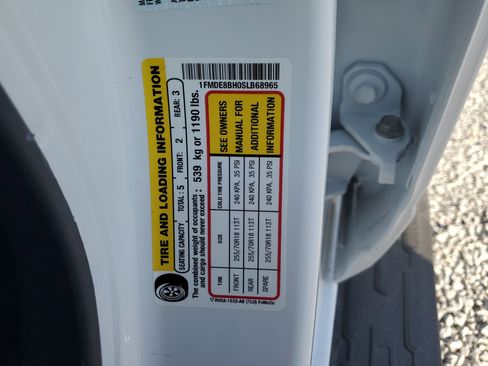 TIRE AND LOADING INFORMATION
SEATING CAPACITY TOTAL : 5 FRONT: 2 REAR: 3
The combined weight of occupants : 539 kg or 1190 lbs.
and cargo should never exceed :
1FMDE8BH0SLB68965
TIRE SIZE COLD TIRE PRESSURE
FRONT 255/70R18 113T 240 KPA, 35 PSI
REAR 255/70R18 113T 240 KPA, 35 PSI
SPARE 255/70R18 113T 240 KPA, 35 PSI
SEE OWNERS
MANUAL FOR
ADDITIONAL
INFORMATION